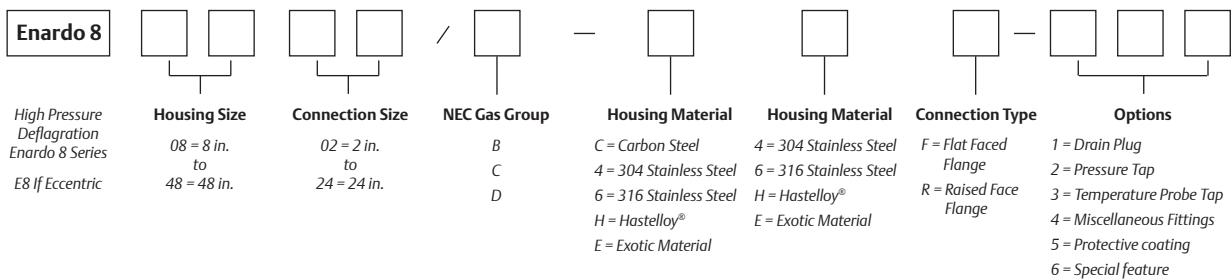 Enardo 8
/
—
—
High Pressure
Deflagration
Enardo 8 Series
E8 If Eccentric
Housing Size
08 = 8 in.
to
48 = 48 in.
Connection Size
02 = 2 in.
to
24 = 24 in.
NEC Gas Group
B
C
D
Housing Material
C = Carbon Steel
4 = 304 Stainless Steel
6 = 316 Stainless Steel
H = Hastelloy®
E = Exotic Material
Housing Material
4 = 304 Stainless Steel
6 = 316 Stainless Steel
H = Hastelloy®
E = Exotic Material
Connection Type
F = Flat Faced
Flange
R = Raised Face
Flange
Options
1 = Drain Plug
2 = Pressure Tap
3 = Temperature Probe Tap
4 = Miscellaneous Fittings
5 = Protective coating
6 = Special feature